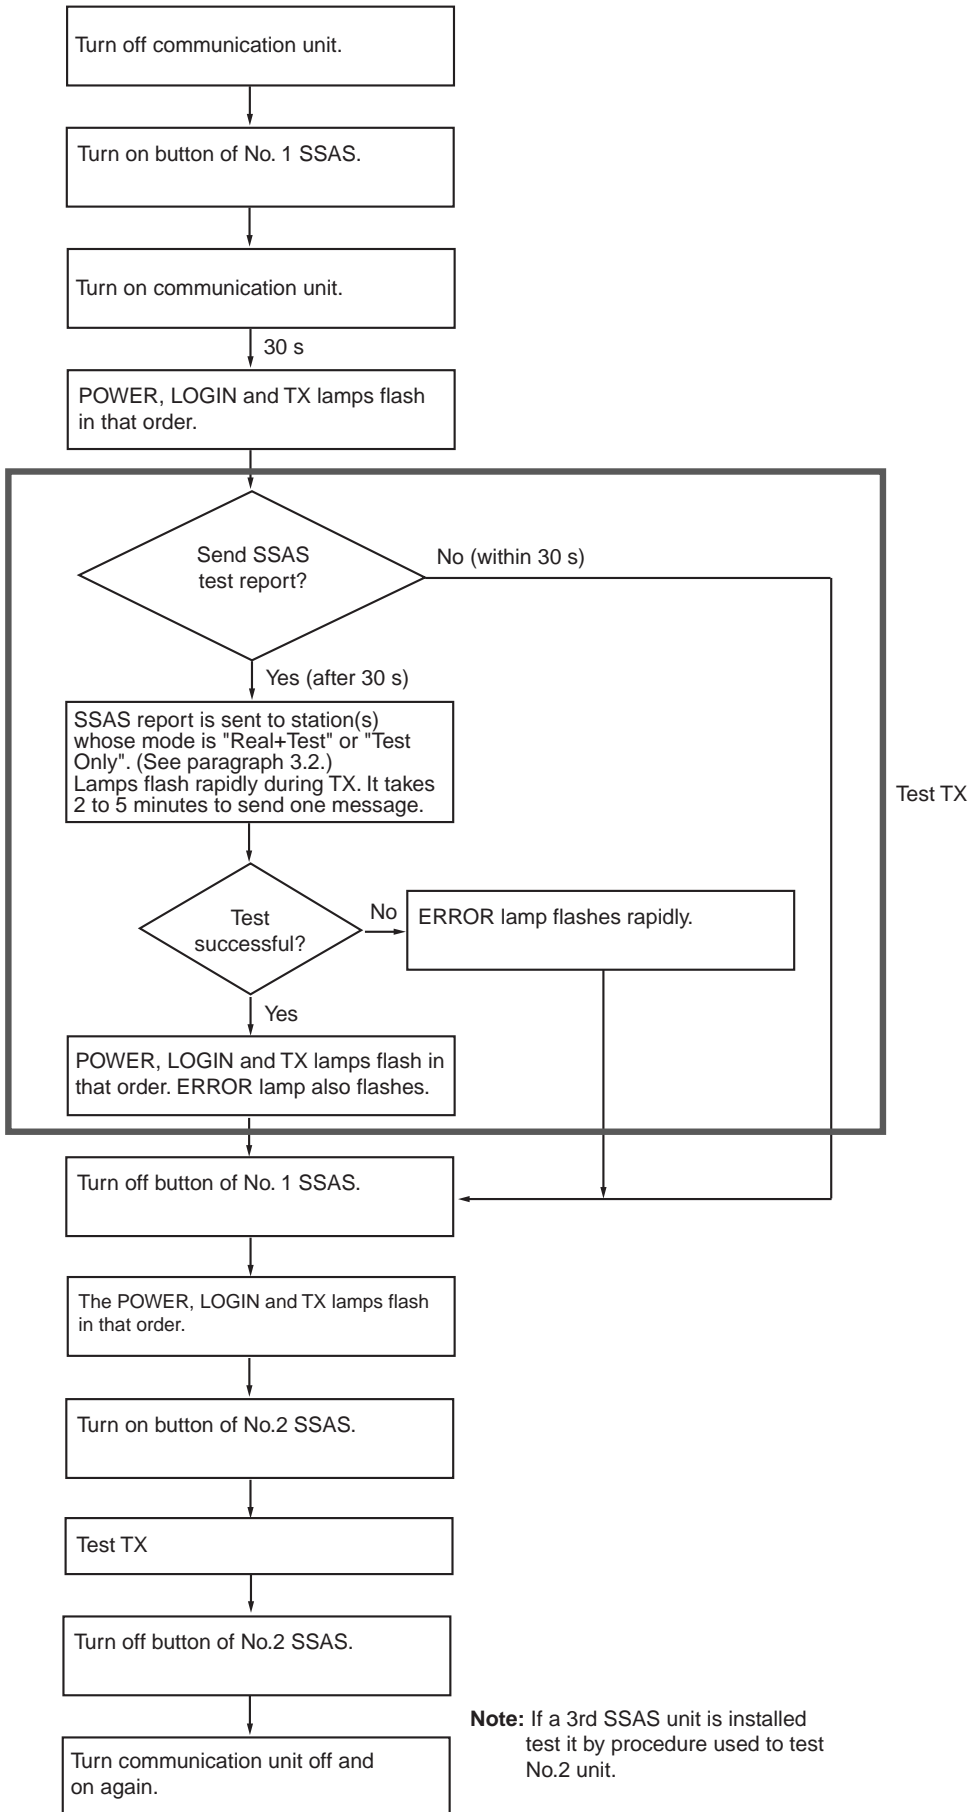 Turn off communication unit.
Turn on button of No. 1 SSAS.
Turn on communication unit.
30 s
POWER, LOGIN and TX lamps flash
in that order.
Send SSAS
test report?
No (within 30 s)
Yes (after 30 s)
SSAS report is sent to station(s)
whose mode is "Real+Test" or "Test
Only". (See paragraph 3.2.)
Lamps flash rapidly during TX. It takes
2 to 5 minutes to send one message.
Test TX
Test
successful?
No
ERROR lamp flashes rapidly.
Yes
POWER, LOGIN and TX lamps flash in
that order. ERROR lamp also flashes.
Turn off button of No. 1 SSAS.
The POWER, LOGIN and TX lamps flash
in that order.
Turn on button of No.2 SSAS.
Test TX
Turn off button of No.2 SSAS.
Turn communication unit off and
on again.
Note: If a 3rd SSAS unit is installed
test it by procedure used to test
No.2 unit.